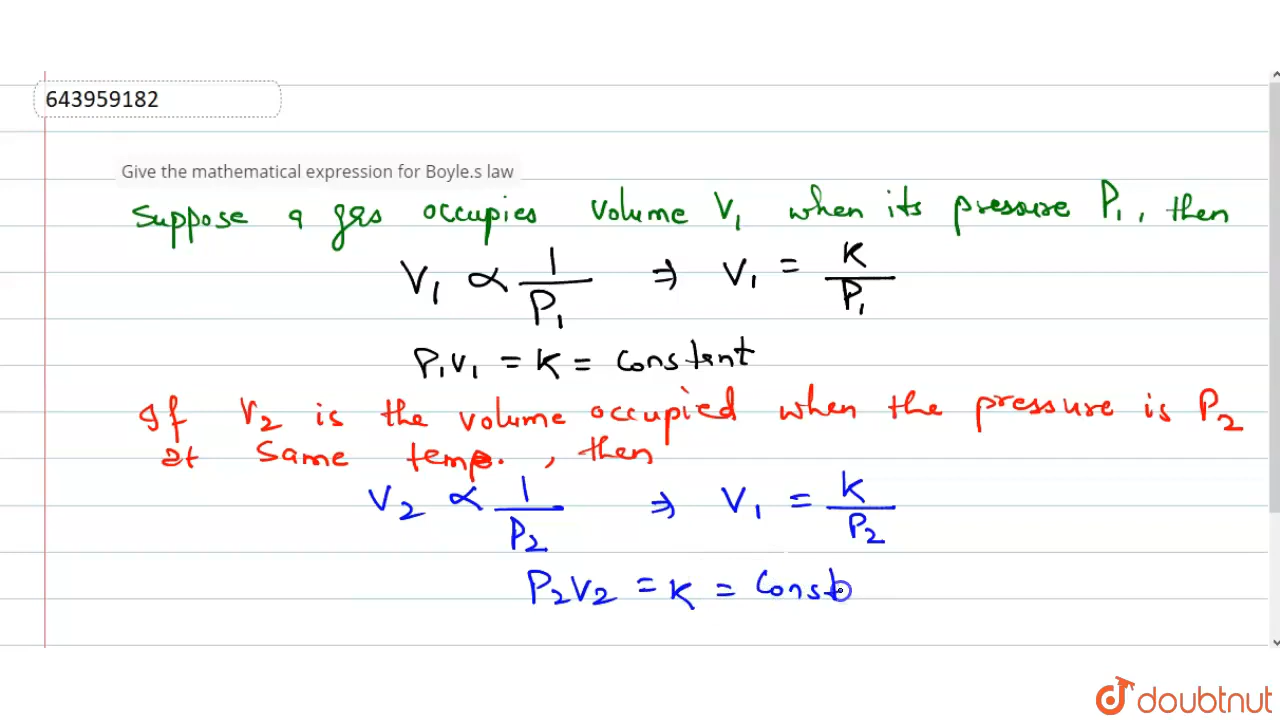 643959182
Give the mathematical expression for Boyle.s law
Suppose a gas occupies volume V₁ when its pressure P₁, then
V₁ ∝ 1/P₁ ⇒ V₁ = K/P₁
P₁V₁ = K = constant
If V₂ is the volume occupied when the pressure is P₂
at same temp., then
V₂ ∝ 1/P₂ ⇒ V₁ = K/P₂
P₂V₂ = K = Const
doubtnut